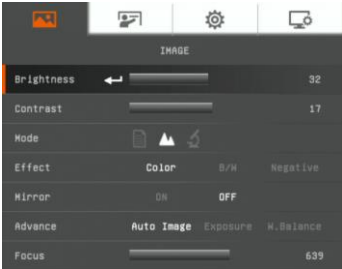 IMAGE
Brightness 32
Contrast 17
Mode
Effect Color B/W Negative
Mirror ON OFF
Advance Auto Image Exposure W.Balance
Focus 639